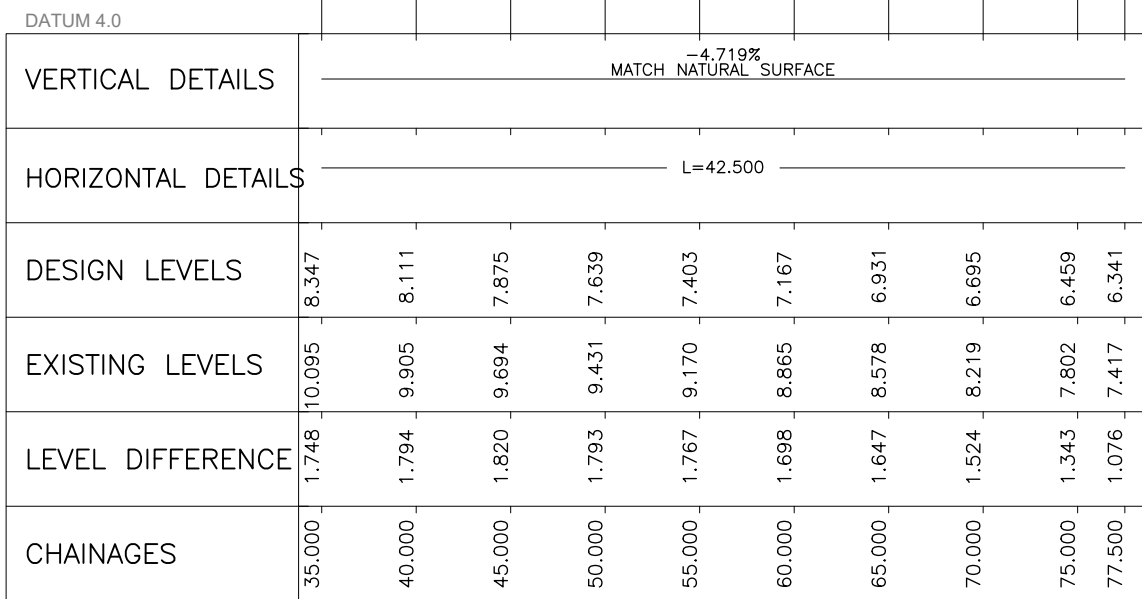 DATUM 4.0
VERTICAL DETAILS
-4.719%
MATCH NATURAL SURFACE
HORIZONTAL DETAILS
L=42.500
DESIGN LEVELS
8.347 8.111 7.875 7.639 7.403 7.167 6.931 6.695 6.459 6.341
EXISTING LEVELS
10.095 9.905 9.694 9.431 9.170 8.865 8.578 8.219 7.802 7.417
LEVEL DIFFERENCE
1.748 1.794 1.820 1.793 1.767 1.698 1.647 1.524 1.343 1.076
CHAINAGES
35.000 40.000 45.000 50.000 55.000 60.000 65.000 70.000 75.000 77.500